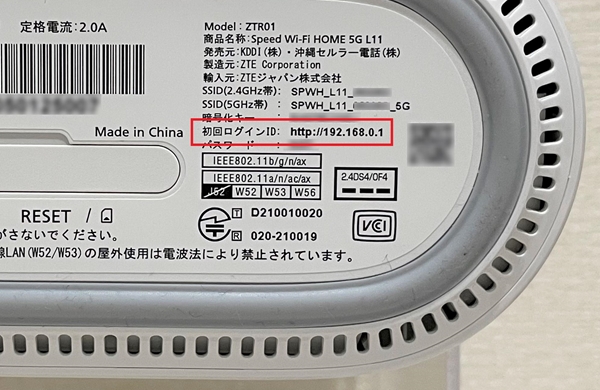 定格電流:2.0A
Model: ZTR01
商品名称:Speed Wi-Fi HOME 5G L11
発売元:KDDI(株)・沖縄セルラー電話(株)
製造元:ZTE Corporation
輸入元:ZTEジャパン株式会社
SSID(2.4GHz帯): SPWH_L11_
SSID(5GHz帯): SPWH_L11_ _5G
暗号化キー
Made in China
初回ログインID: http://192.168.0.1
パスワード :
IEEE802.11b/g/n/ax
IEEE802.11a/n/ac/ax
J52 W52 W53 W56
2.4DS4/OF4
RESET /
T D210010020
R 020-210019
VCCI
がさないでください。
線LAN(W52/W53)の屋外使用は電波法により禁止されています。